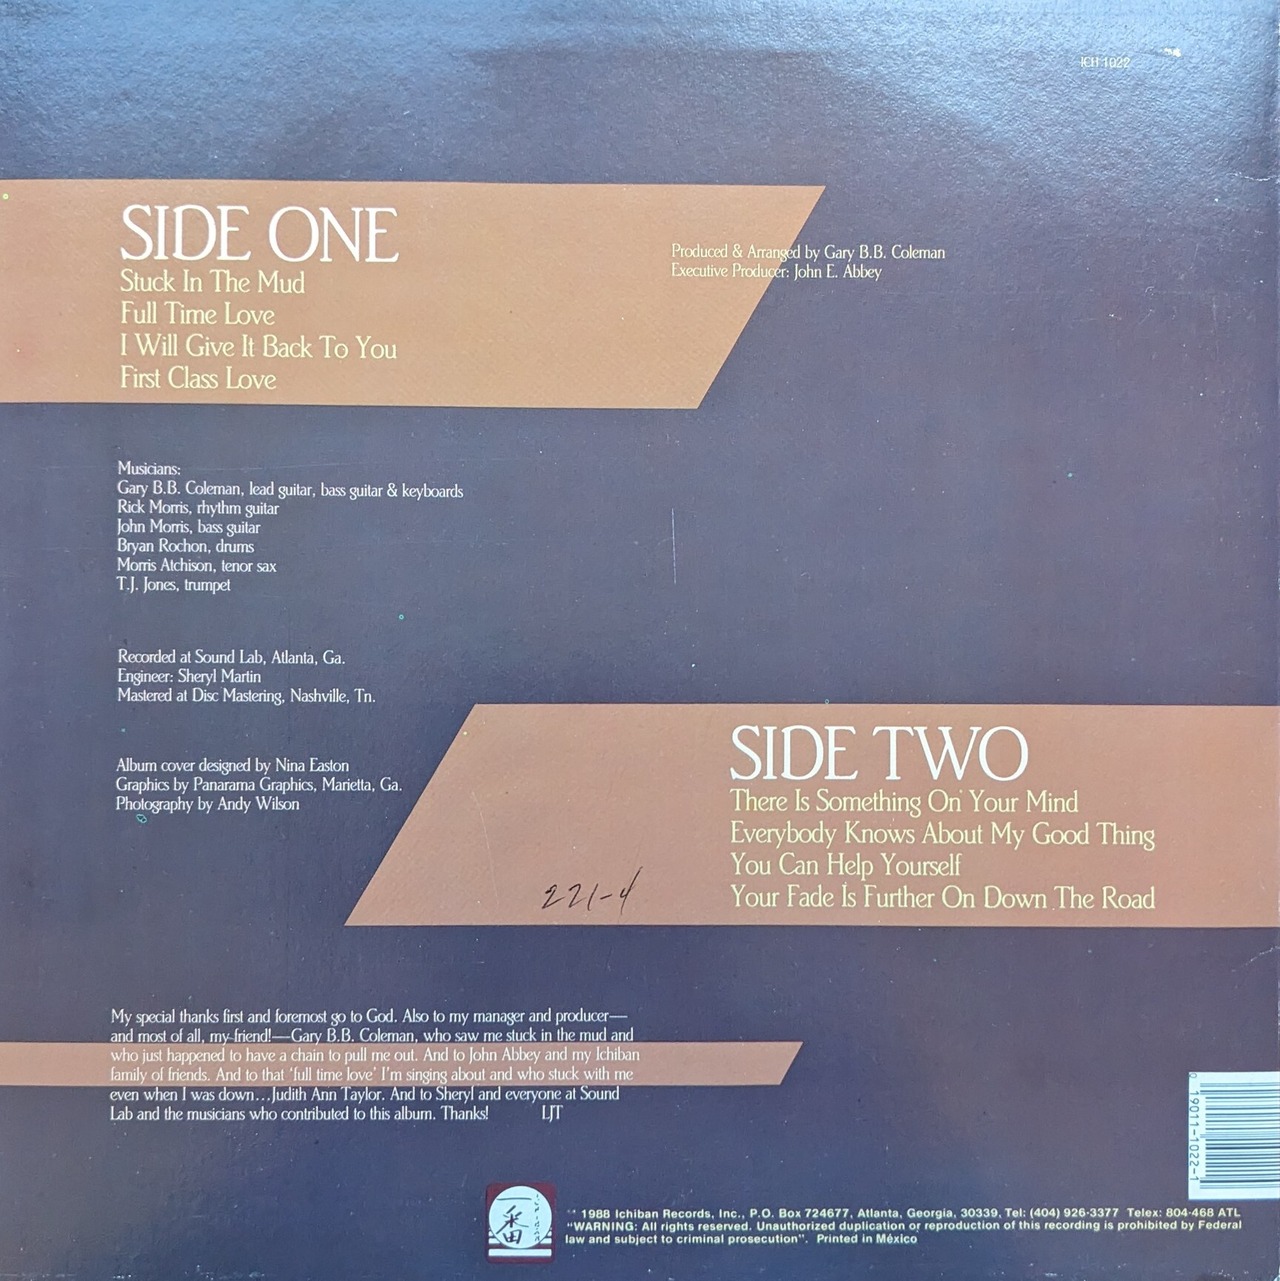 ICH 1022
SIDE ONE
Stuck In The Mud
Full Time Love
I Will Give It Back To You
First Class Love
Produced & Arranged by Gary B.B. Coleman
Executive Producer: John E. Abbey
Musicians:
Gary B.B. Coleman, lead guitar, bass guitar & keyboards
Rick Morris, rhythm guitar
John Morris, bass guitar
Bryan Rochon, drums
Morris Atchison, tenor sax
T.J. Jones, trumpet
Recorded at Sound Lab, Atlanta, Ga.
Engineer: Sheryl Martin
Mastered at Disc Mastering, Nashville, Tn.
Album cover designed by Nina Easton
Graphics by Panarama Graphics, Marietta, Ga.
Photography by Andy Wilson
SIDE TWO
There Is Something On Your Mind
Everybody Knows About My Good Thing
You Can Help Yourself
Your Fade Is Further On Down The Road
221-4
My special thanks first and foremost go to God. Also to my manager and producer—
and most of all, my friend!—Gary B.B. Coleman, who saw me stuck in the mud and
who just happened to have a chain to pull me out. And to John Abbey and my Ichiban
family of friends. And to that ‘full time love’ I'm singing about and who stuck with me
even when I was down...Judith Ann Taylor. And to Sheryl and everyone at Sound
Lab and the musicians who contributed to this album. Thanks! LJT
0 19011-1022-1
一番
1988 Ichiban Records, Inc., P.O. Box 724677, Atlanta, Georgia, 30339, Tel: (404) 926-3377 Telex: 804-468 ATL
"WARNING: All rights reserved. Unauthorized duplication or reproduction of this recording is prohibited by Federal
law and subject to criminal prosecution". Printed in México